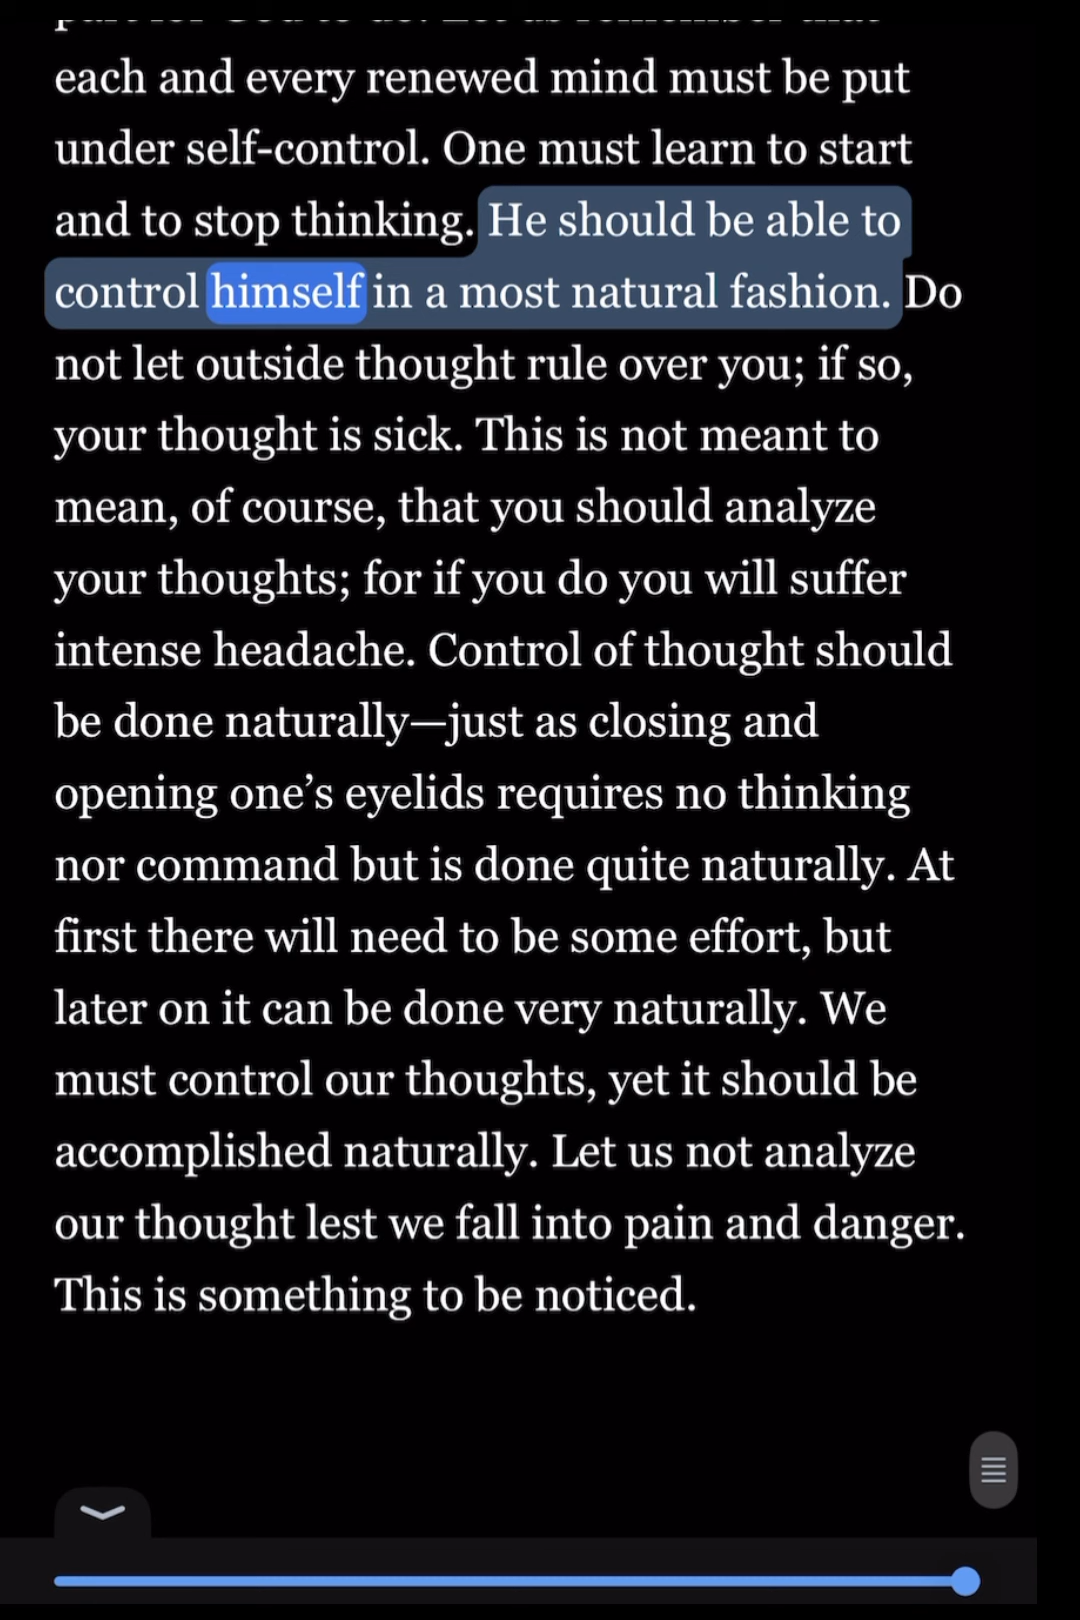 each and every renewed mind must be put
under self-control. One must learn to start
and to stop thinking. He should be able to
control himself in a most natural fashion. Do
not let outside thought rule over you; if so,
your thought is sick. This is not meant to
mean, of course, that you should analyze
your thoughts; for if you do you will suffer
intense headache. Control of thought should
be done naturally—just as closing and
opening one’s eyelids requires no thinking
nor command but is done quite naturally. At
first there will need to be some effort, but
later on it can be done very naturally. We
must control our thoughts, yet it should be
accomplished naturally. Let us not analyze
our thought lest we fall into pain and danger.
This is something to be noticed.